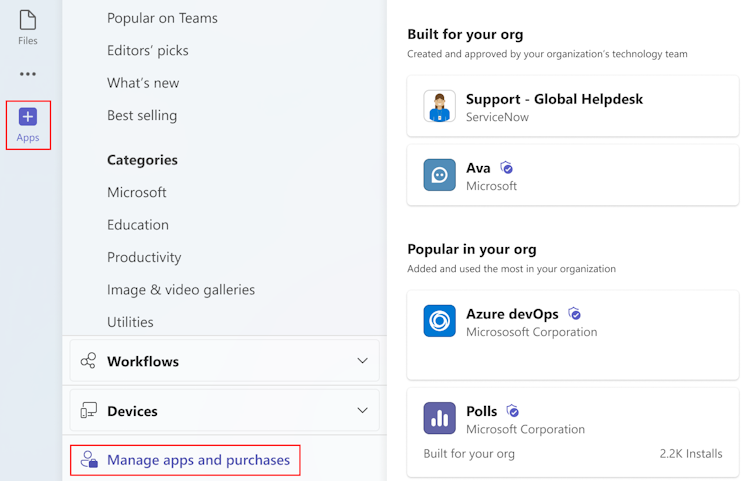 Files
Apps
Popular on Teams
Editors’ picks
What’s new
Best selling
Categories
Microsoft
Education
Productivity
Image & video galleries
Utilities
Workflows
Devices
Manage apps and purchases
Built for your org
Created and approved by your organization’s technology team
Support - Global Helpdesk
ServiceNow
Ava
Microsoft
Popular in your org
Added and used the most in your organization
Azure devOps
Micrososoft Corporation
Polls
Microsoft Corporation
Built for your org 2.2K Installs